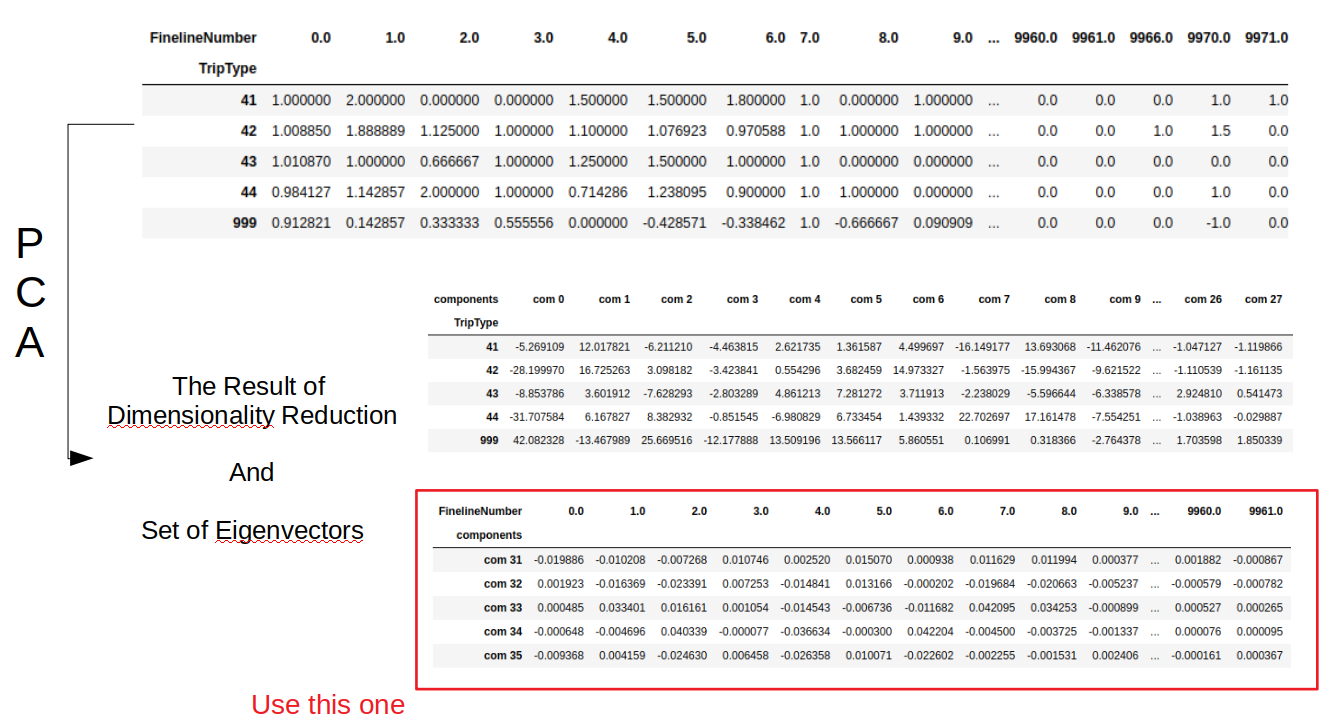 FinelineNumber 0.0 1.0 2.0 3.0 4.0 5.0 6.0 7.0 8.0 9.0 ... 9960.0 9961.0 9966.0 9970.0 9971.0
TripType
41 1.000000 2.000000 0.000000 0.000000 1.500000 1.500000 1.800000 1.0 0.000000 1.000000 ... 0.0 0.0 0.0 1.0 1.0
42 1.008850 1.888889 1.125000 1.000000 1.100000 1.076923 0.970588 1.0 1.000000 1.000000 ... 0.0 0.0 1.0 1.5 0.0
43 1.010870 1.000000 0.666667 1.000000 1.250000 1.500000 1.000000 1.0 0.000000 0.000000 ... 0.0 0.0 0.0 0.0 0.0
44 0.984127 1.142857 2.000000 1.000000 0.714286 1.238095 0.900000 1.0 1.000000 0.000000 ... 0.0 0.0 0.0 1.0 0.0
999 0.912821 0.142857 0.333333 0.555556 0.000000 -0.428571 -0.338462 1.0 -0.666667 0.090909 ... 0.0 0.0 0.0 -1.0 0.0
P
C
A
components com 0 com 1 com 2 com 3 com 4 com 5 com 6 com 7 com 8 com 9 ... com 26 com 27
TripType
41 -5.269109 12.017821 -6.211210 -4.463815 2.621735 1.361587 4.499697 -16.149177 13.693068 -11.462076 ... -1.047127 -1.119866
42 -28.199970 16.725263 3.098182 -3.423841 0.554296 3.682459 14.973327 -1.563975 -15.994367 -9.621522 ... -1.110539 -1.161135
43 -8.853786 3.601912 -7.628293 -2.803289 4.861213 7.281272 3.711913 -2.238029 -5.596644 -6.338578 ... 2.924810 0.541473
44 -31.707584 6.167827 8.382932 -0.851545 -6.980829 6.733454 1.439332 22.702697 17.161478 -7.554251 ... -1.038963 -0.029887
999 42.082328 -13.467989 25.669516 -12.177888 13.509196 13.566117 5.860551 0.106991 0.318366 -2.764378 ... 1.703598 1.850339
The Result of
Dimensionality Reduction
And
Set of Eigenvectors
FinelineNumber 0.0 1.0 2.0 3.0 4.0 5.0 6.0 7.0 8.0 9.0 ... 9960.0 9961.0
components
com 31 -0.019886 -0.010208 -0.007268 0.010746 0.002520 0.015070 0.000938 0.011629 0.011994 0.000377 ... 0.001882 -0.000867
com 32 0.001923 -0.016369 -0.023391 0.007253 -0.014841 0.013166 -0.000202 -0.019684 -0.020663 -0.005237 ... -0.000579 -0.000782
com 33 0.000485 0.033401 0.016161 0.001054 -0.014543 -0.006736 -0.011682 0.042095 0.034253 -0.000899 ... 0.000527 0.000265
com 34 -0.000648 -0.004696 0.040339 -0.000077 -0.036634 -0.000300 0.042204 -0.004500 -0.003725 -0.001337 ... 0.000076 0.000095
com 35 -0.009368 0.004159 -0.024630 0.006458 -0.026358 0.010071 -0.022602 -0.002255 -0.001531 0.002406 ... -0.000161 0.000367
Use this one